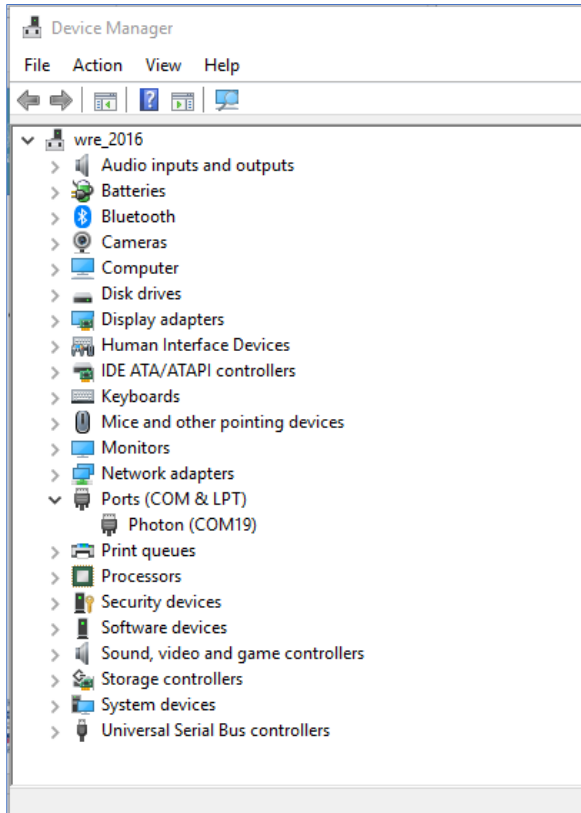 Device Manager
File Action View Help
wre_2016
Audio inputs and outputs
Batteries
Bluetooth
Cameras
Computer
Disk drives
Display adapters
Human Interface Devices
IDE ATA/ATAPI controllers
Keyboards
Mice and other pointing devices
Monitors
Network adapters
Ports (COM & LPT)
Photon (COM19)
Print queues
Processors
Security devices
Software devices
Sound, video and game controllers
Storage controllers
System devices
Universal Serial Bus controllers